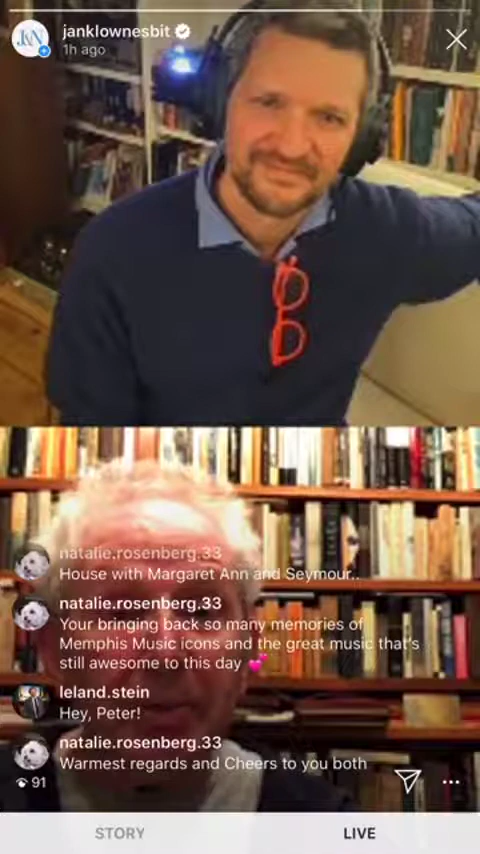 J&N
janklownesbit
1h ago
natalie.rosenberg.33
House with Margaret Ann and Seymour..
natalie.rosenberg.33
Your bringing back so many memories of
Memphis Music icons and the great music that's
still awesome to this day 💕
leland.stein
Hey, Peter!
natalie.rosenberg.33
91
Warmest regards and Cheers to you both
STORY
LIVE